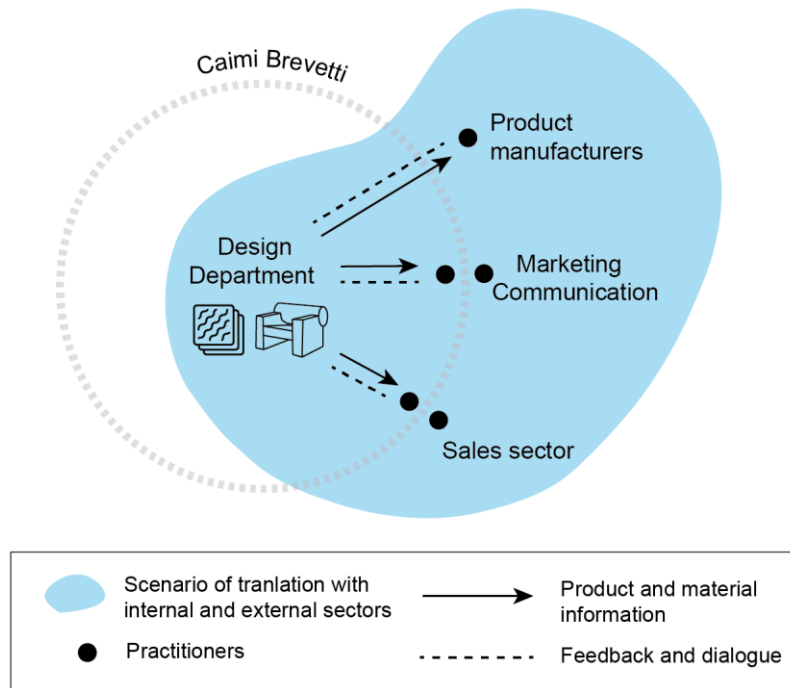 Caimi Brevetti
Product
manufacturers
Design
Department
Marketing
Communication
Sales sector
Scenario of tranlation with
internal and external sectors
Product and material
information
Practitioners
Feedback and dialogue